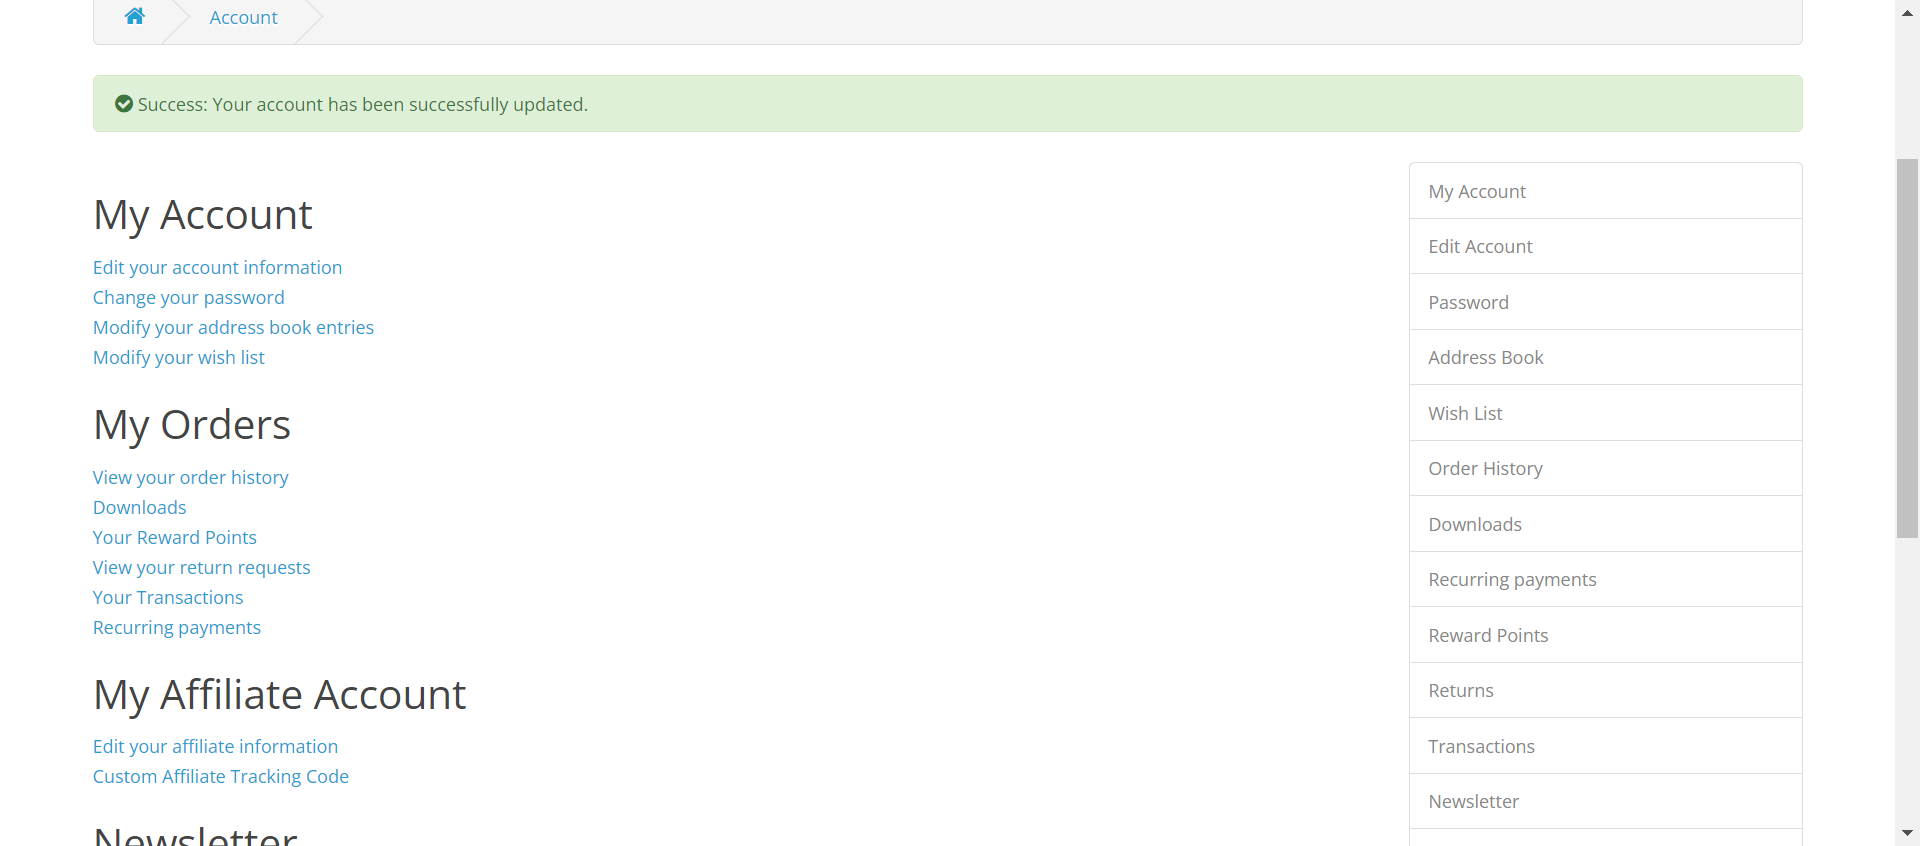 Account
Success: Your account has been successfully updated.
My Account
Edit your account information
Change your password
Modify your address book entries
Modify your wish list
My Orders
View your order history
Downloads
Your Reward Points
View your return requests
Your Transactions
Recurring payments
My Affiliate Account
Edit your affiliate information
Custom Affiliate Tracking Code
Newsletter
My Account
Edit Account
Password
Address Book
Wish List
Order History
Downloads
Recurring payments
Reward Points
Returns
Transactions
Newsletter